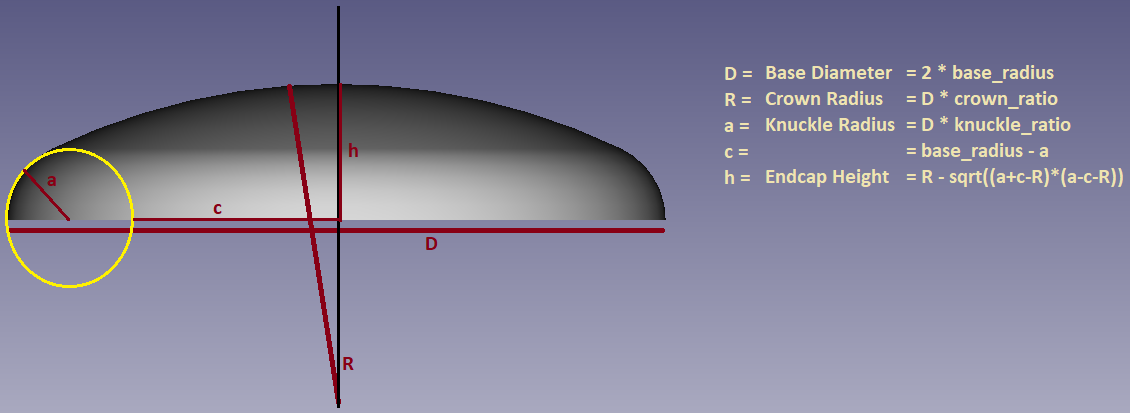 D = Base Diameter = 2 * base_radius
R = Crown Radius = D * crown_ratio
a = Knuckle Radius = D * knuckle_ratio
c = = base_radius - a
h = Endcap Height = R - sqrt((a+c-R)*(a-c-R))
h
a
c
D
R